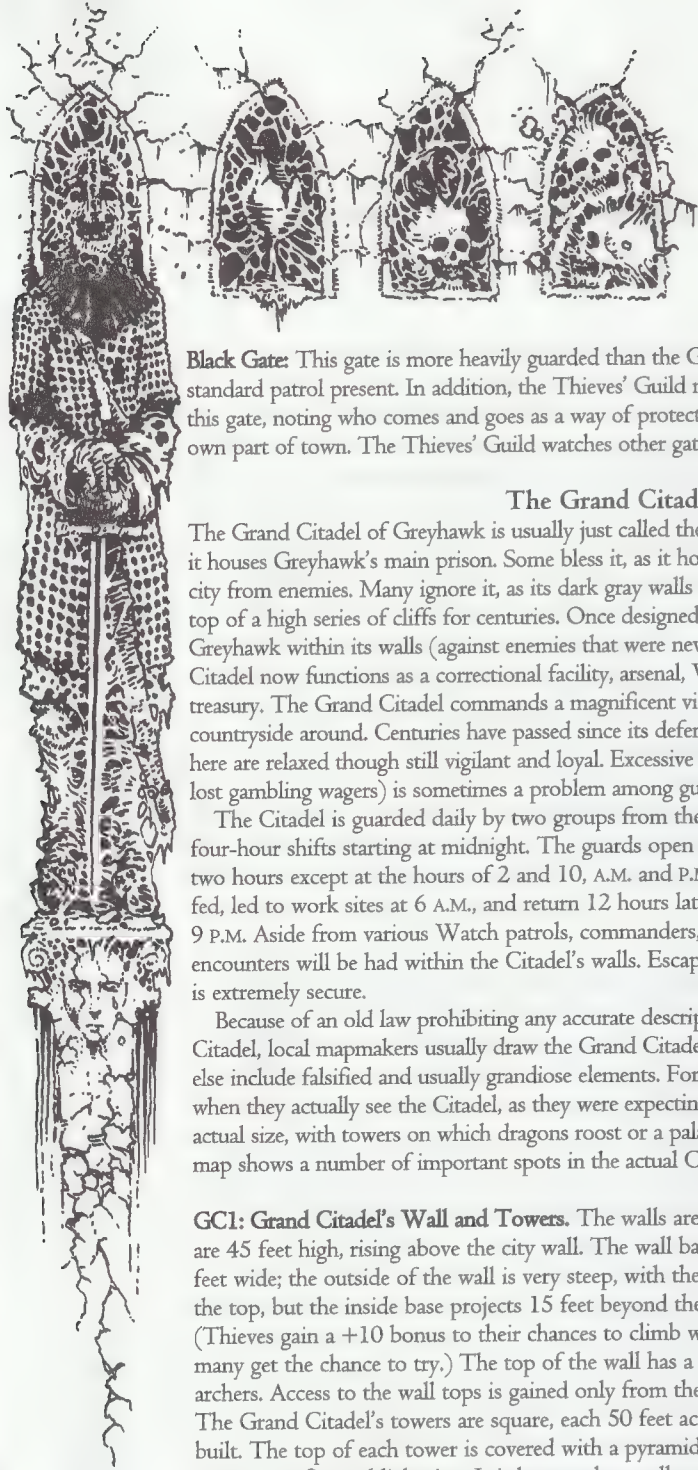 Black Gate: This gate is more heavily guarded than the G
standard patrol present. In addition, the Thieves' Guild
this gate, noting who comes and goes as a way of protect
own part of town. The Thieves' Guild watches other gat
The Grand Citad
The Grand Citadel of Greyhawk is usually just called the
it houses Greyhawk's main prison. Some bless it, as it ho
city from enemies. Many ignore it, as its dark gray walls
top of a high series of cliffs for centuries. Once designed
Greyhawk within its walls (against enemies that were nev
Citadel now functions as a correctional facility, arsenal,
treasury. The Grand Citadel commands a magnificent vi
countryside around. Centuries have passed since its defen
here are relaxed though still vigilant and loyal. Excessive
lost gambling wagers) is sometimes a problem among gu
The Citadel is guarded daily by two groups from the
four-hour shifts starting at midnight. The guards open
two hours except at the hours of 2 and 10, A.M. and P.M
fed, led to work sites at 6 A.M., and return 12 hours lat
9 P.M. Aside from various Watch patrols, commanders,
encounters will be had within the Citadel's walls. Escap
is extremely secure.
Because of an old law prohibiting any accurate descrip
Citadel, local mapmakers usually draw the Grand Citade
else include falsified and usually grandiose elements. For
when they actually see the Citadel, as they were expectin
actual size, with towers on which dragons roost or a pal
map shows a number of important spots in the actual C
GC1: Grand Citadel's Wall and Towers. The walls are
are 45 feet high, rising above the city wall. The wall ba
feet wide; the outside of the wall is very steep, with the
the top, but the inside base projects 15 feet beyond the
(Thieves gain a +10 bonus to their chances to climb w
many get the chance to try.) The top of the wall has a
archers. Access to the wall tops is gained only from the
The Grand Citadel's towers are square, each 50 feet ac
built. The top of each tower is covered with a pyramid